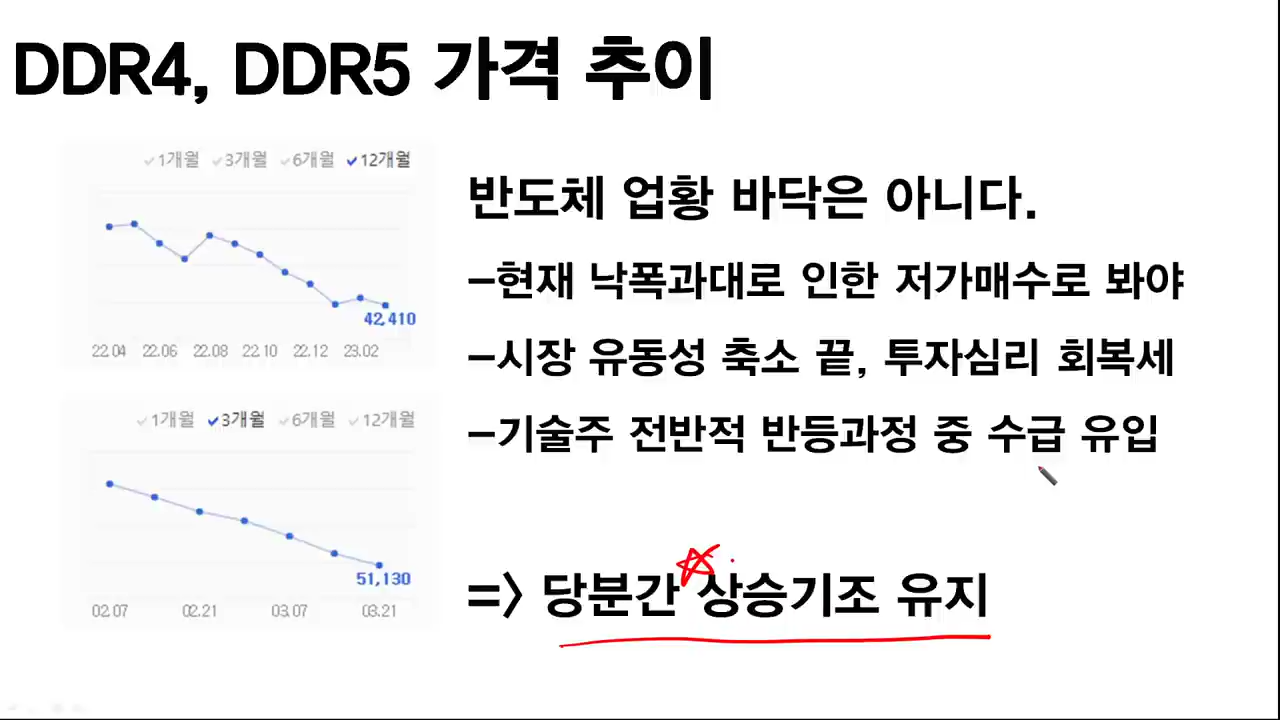 DDR4, DDR5 가격 추이
✓1개월 ✓3개월 ✓6개월 ✓12개월
42,410
22.04 22.06 22.08 22.10 22.12 23.02
✓1개월 ✓3개월 ✓6개월 ✓12개월
51,130
02.07 02.21 03.07 03.21
반도체 업황 바닥은 아니다.
-현재 낙폭과대로 인한 저가매수로 봐야
-시장 유동성 축소 끝, 투자심리 회복세
-기술주 전반적 반등과정 중 수급 유입
=> 당분간 상승기조 유지